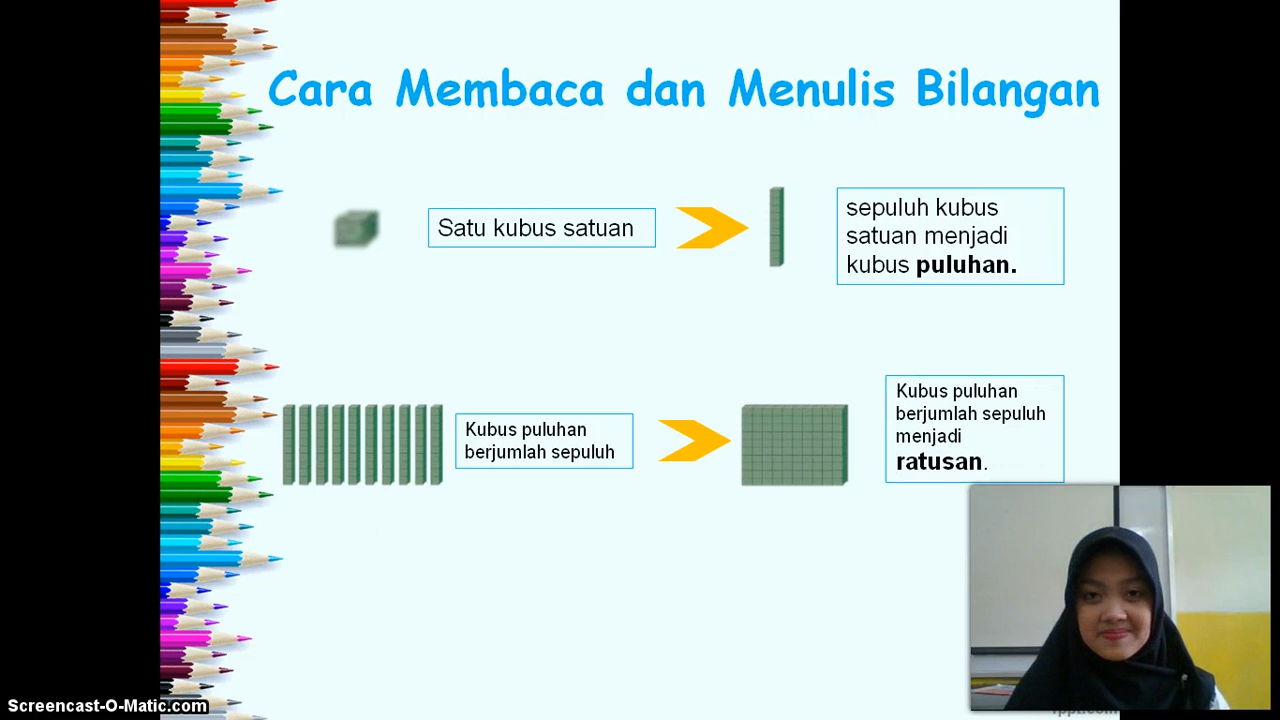 Cara Membaca dan Menulis Bilangan
Satu kubus satuan
sepuluh kubus
satuan menjadi
kubus puluhan.
Kubus puluhan
berjumlah sepuluh
Kubus puluhan
berjumlah sepuluh
menjadi
ratusan.
Screencast-O-Matic.com